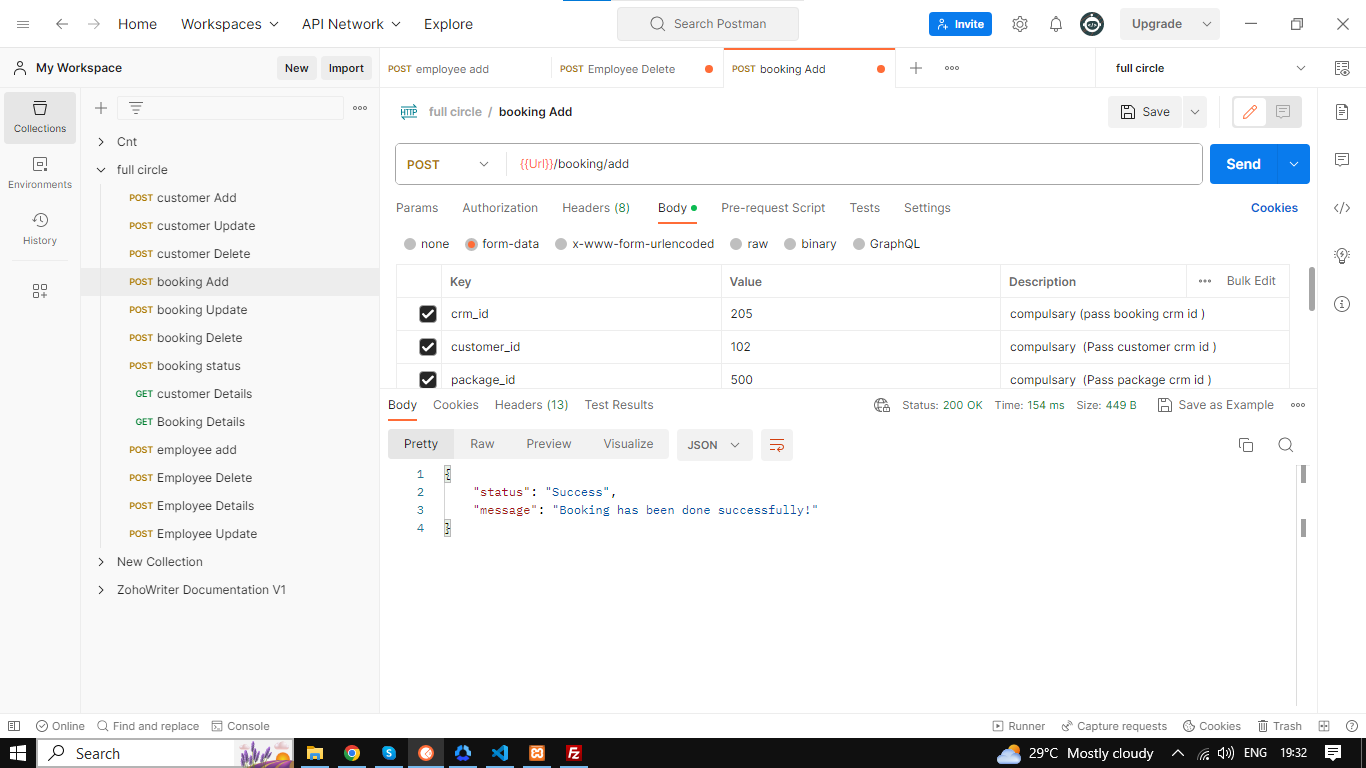 Home Workspaces API Network Explore Search Postman Invite Upgrade
My Workspace New Import POST employee add POST Employee Delete POST booking Add full circle
Collections
Environments
History
Cnt
full circle
POST customer Add
POST customer Update
POST customer Delete
POST booking Add
POST booking Update
POST booking Delete
POST booking status
GET customer Details
GET Booking Details
POST employee add
POST Employee Delete
POST Employee Details
POST Employee Update
New Collection
ZohoWriter Documentation V1
HTTP full circle / booking Add Save
POST {{Url}}/booking/add Send
Params Authorization Headers (8) Body Pre-request Script Tests Settings Cookies
none form-data x-www-form-urlencoded raw binary GraphQL
Key Value Description Bulk Edit
crm_id 205 compulsary (pass booking crm id )
customer_id 102 compulsary (Pass customer crm id )
package_id 500 compulsary (Pass package crm id )
Body Cookies Headers (13) Test Results Status: 200 OK Time: 154 ms Size: 449 B Save as Example
Pretty Raw Preview Visualize JSON
1 {
2 "status": "Success",
3 "message": "Booking has been done successfully!"
4 }
Online Find and replace Console Runner Capture requests Cookies Trash
Search 29°C Mostly cloudy ENG 19:32